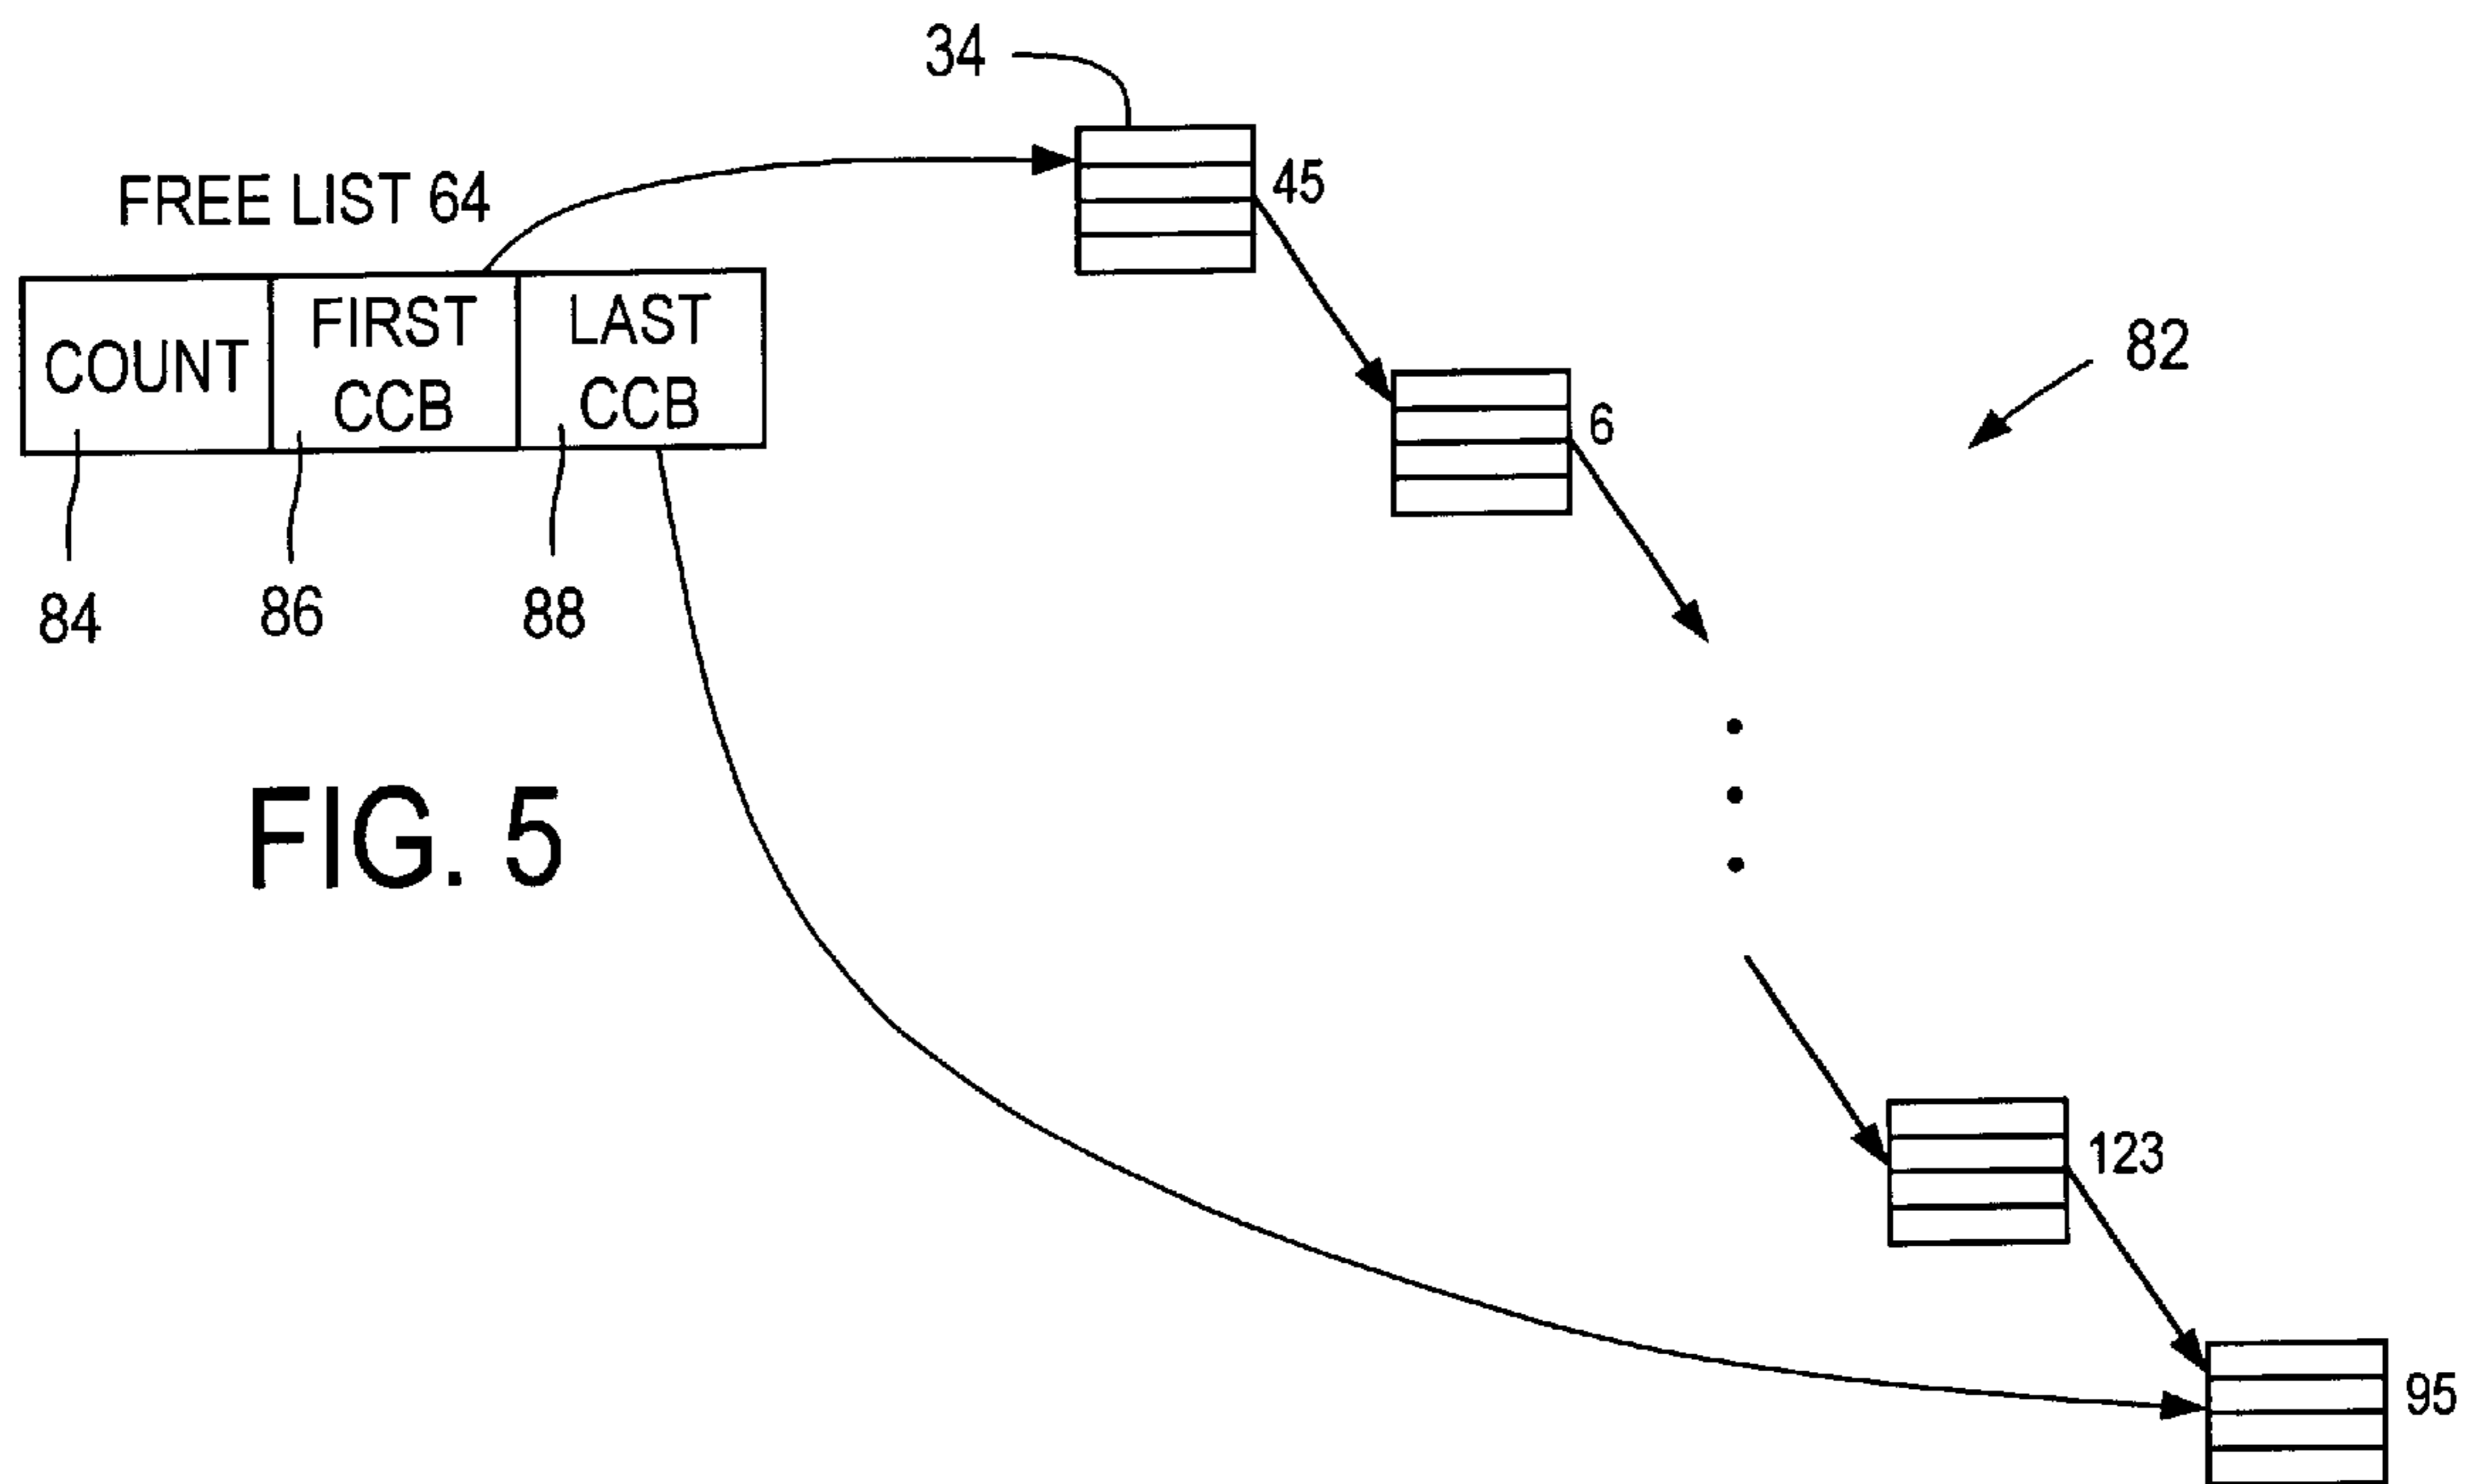 34
45
FREE LIST 64
COUNT
FIRST
CCB
LAST
CCB
82
6
84
86
88
FIG. 5
123
95